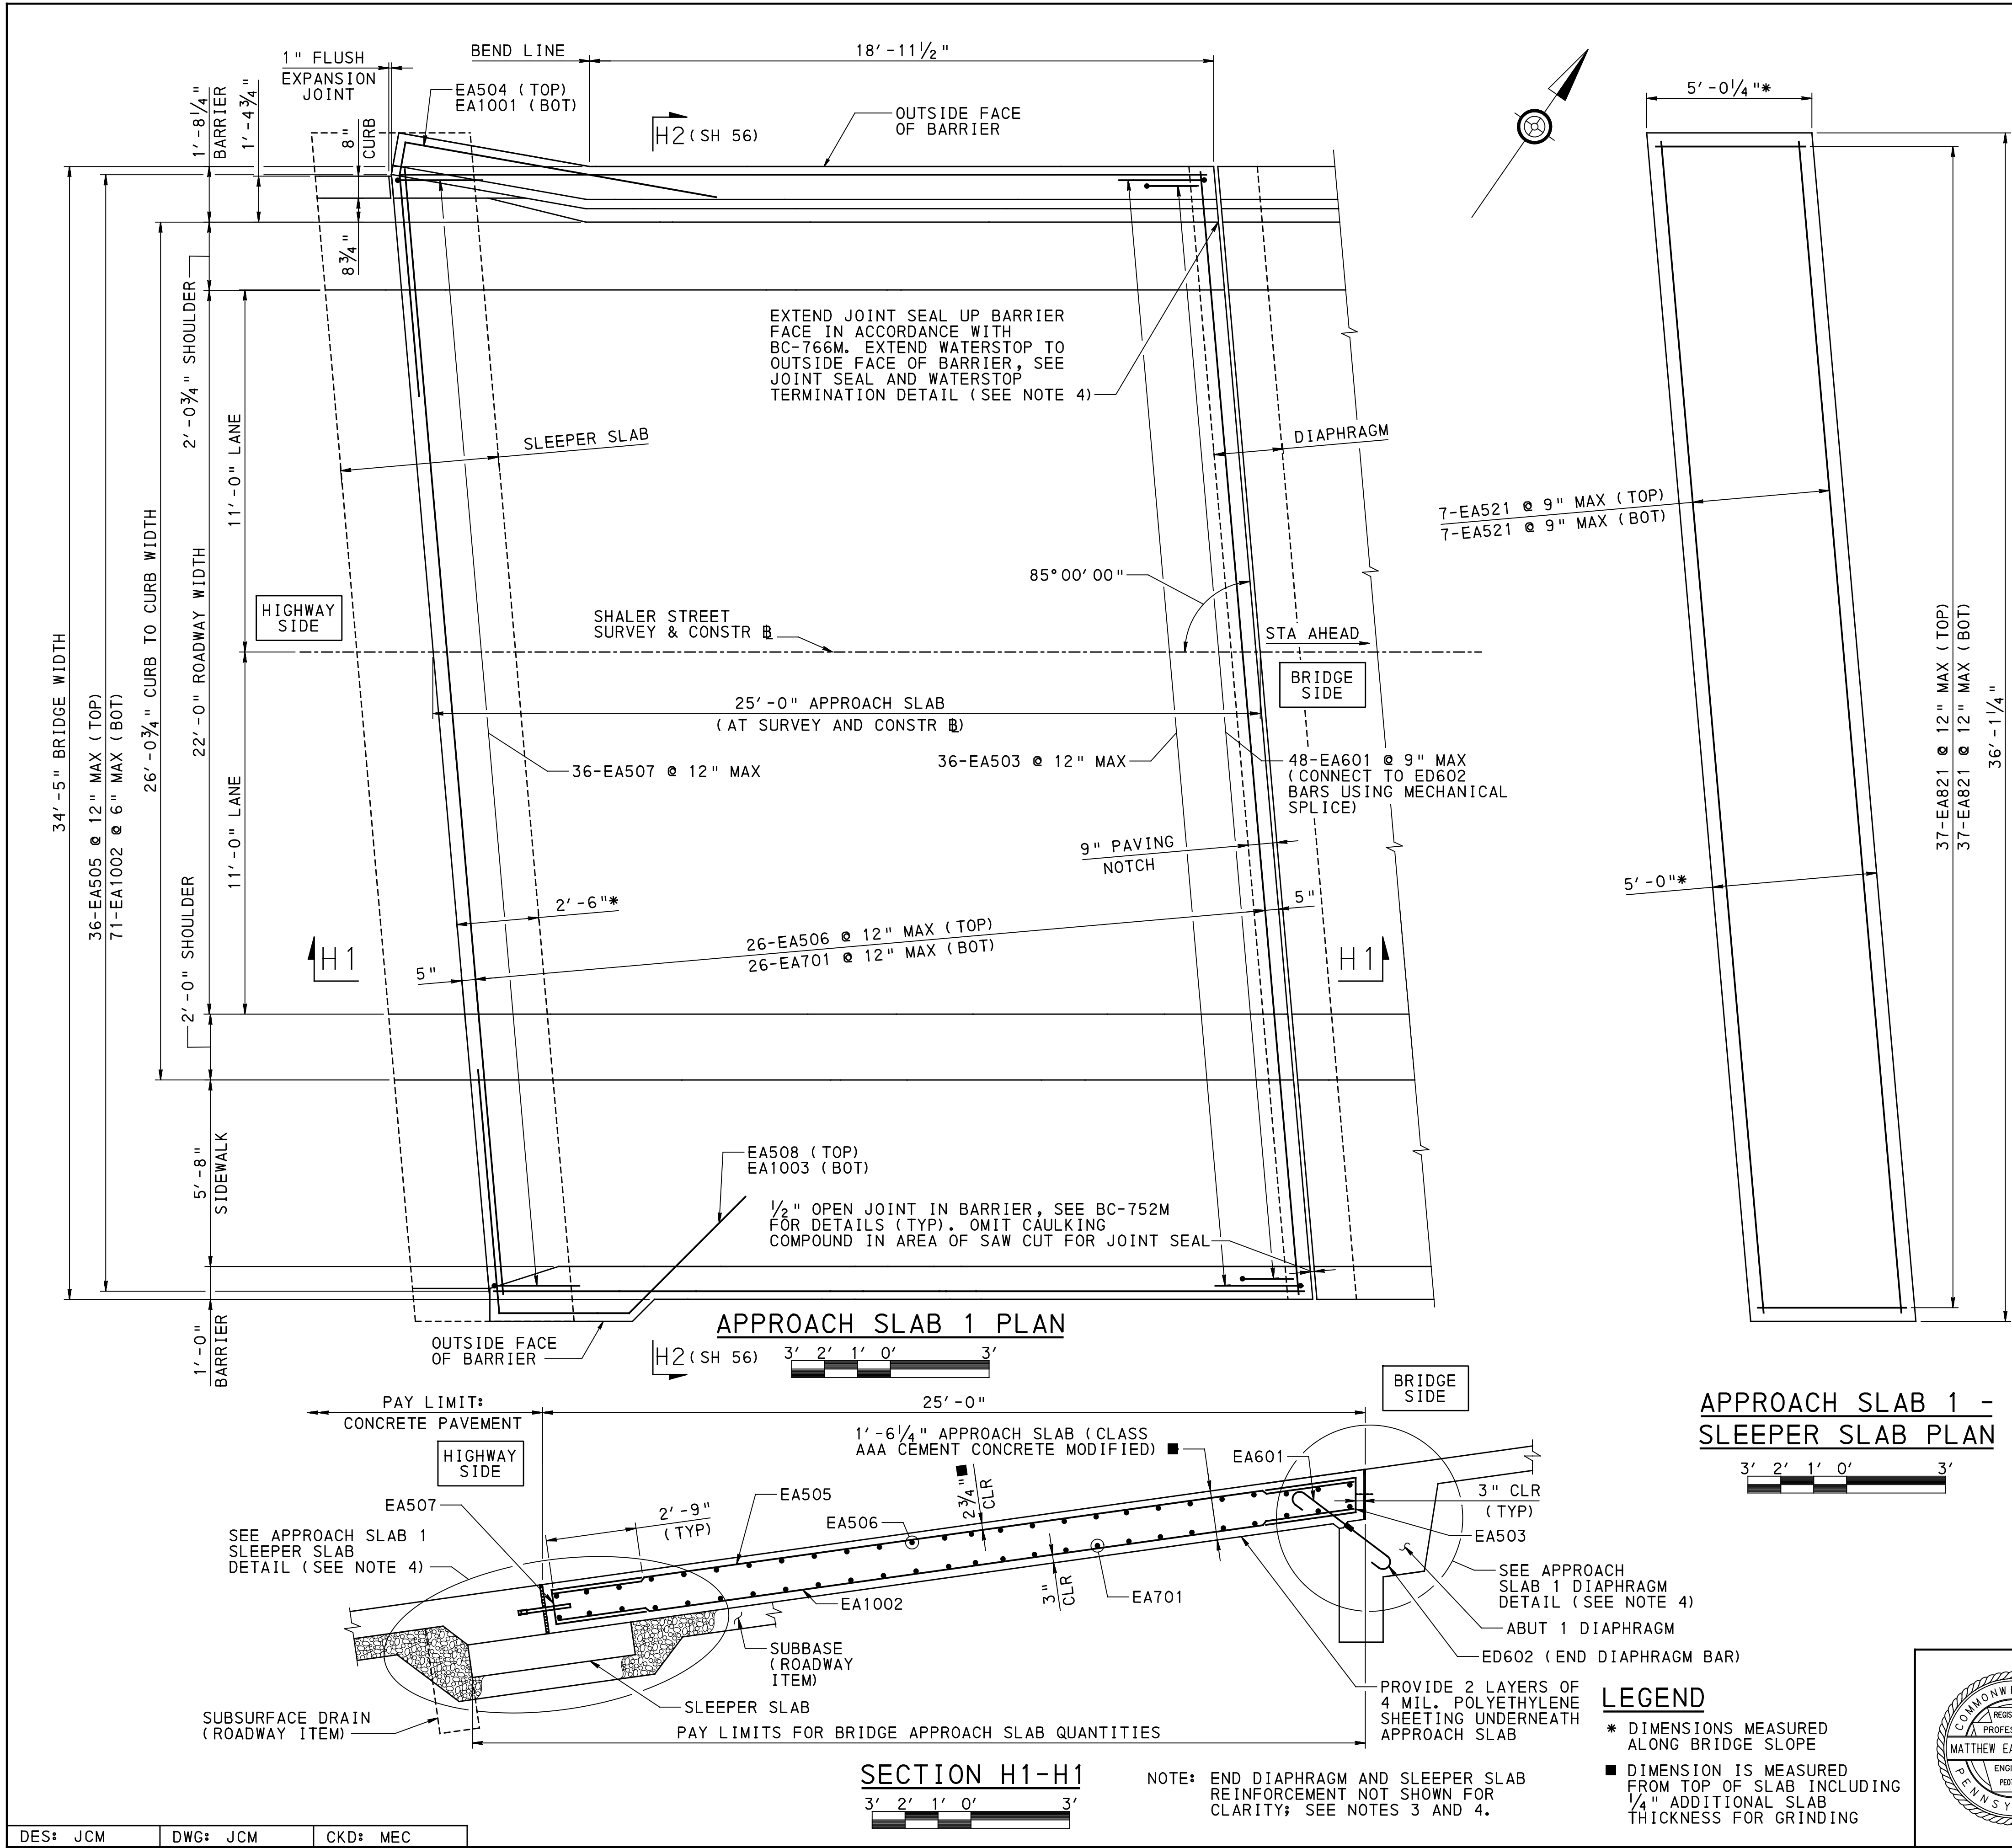 1" FLUSH
EXPANSION
JOINT
BEND LINE
18'-11½"
EA504 (TOP)
EA1001 (BOT)
1'-8¼"
BARRIER
1'-4¾"
8"
CURB
8¾"
H2 (SH 56)
OUTSIDE FACE
OF BARRIER
5'-0¼"*
2'-0¾" SHOULDER
EXTEND JOINT SEAL UP BARRIER
FACE IN ACCORDANCE WITH
BC-766M. EXTEND WATERSTOP TO
OUTSIDE FACE OF BARRIER, SEE
JOINT SEAL AND WATERSTOP
TERMINATION DETAIL (SEE NOTE 4)
SLEEPER SLAB
DIAPHRAGM
11'-0" LANE
7-EA521 @ 9" MAX (TOP)
7-EA521 @ 9" MAX (BOT)
85°00'00"
34'-5" BRIDGE WIDTH
36-EA505 @ 12" MAX (TOP)
71-EA1002 @ 6" MAX (BOT)
26'-0¾" CURB TO CURB WIDTH
22'-0" ROADWAY WIDTH
HIGHWAY
SIDE
SHALER STREET
SURVEY & CONSTR ℄
STA AHEAD
BRIDGE
SIDE
25'-0" APPROACH SLAB
(AT SURVEY AND CONSTR ℄)
36-EA507 @ 12" MAX
36-EA503 @ 12" MAX
48-EA601 @ 9" MAX
(CONNECT TO ED602
BARS USING MECHANICAL
SPLICE)
37-EA821 @ 12" MAX (TOP)
37-EA821 @ 12" MAX (BOT)
36'-1¼"
11'-0" LANE
2'-0" SHOULDER
9" PAVING
NOTCH
2'-6"*
5'-0"*
5"
26-EA506 @ 12" MAX (TOP)
26-EA701 @ 12" MAX (BOT)
5"
H1
H1
5'-8"
SIDEWALK
EA508 (TOP)
EA1003 (BOT)
½" OPEN JOINT IN BARRIER, SEE BC-752M
FOR DETAILS (TYP). OMIT CAULKING
COMPOUND IN AREA OF SAW CUT FOR JOINT SEAL
1'-0"
BARRIER
OUTSIDE FACE
OF BARRIER
H2 (SH 56)
APPROACH SLAB 1 PLAN
3' 2' 1' 0' 3'
APPROACH SLAB 1 -
SLEEPER SLAB PLAN
3' 2' 1' 0' 3'
PAY LIMIT:
CONCRETE PAVEMENT
25'-0"
BRIDGE
SIDE
HIGHWAY
SIDE
1'-6¼" APPROACH SLAB (CLASS
AAA CEMENT CONCRETE MODIFIED) ■
EA601
2¾" ■
CLR
EA507
2'-9"
(TYP)
EA505
EA506
3" CLR
(TYP)
EA503
SEE APPROACH SLAB 1
SLEEPER SLAB
DETAIL (SEE NOTE 4)
SEE APPROACH
SLAB 1 DIAPHRAGM
DETAIL (SEE NOTE 4)
EA1002
3"
CLR
EA701
ABUT 1 DIAPHRAGM
ED602 (END DIAPHRAGM BAR)
SUBBASE
(ROADWAY
ITEM)
SLEEPER SLAB
SUBSURFACE DRAIN
(ROADWAY ITEM)
PAY LIMITS FOR BRIDGE APPROACH SLAB QUANTITIES
PROVIDE 2 LAYERS OF
4 MIL. POLYETHYLENE
SHEETING UNDERNEATH
APPROACH SLAB
SECTION H1-H1
3' 2' 1' 0' 3'
NOTE: END DIAPHRAGM AND SLEEPER SLAB
REINFORCEMENT NOT SHOWN FOR
CLARITY; SEE NOTES 3 AND 4.
LEGEND
* DIMENSIONS MEASURED
ALONG BRIDGE SLOPE
■ DIMENSION IS MEASURED
FROM TOP OF SLAB INCLUDING
¼" ADDITIONAL SLAB
THICKNESS FOR GRINDING
MATTHEW
DES: JCM
DWG: JCM
CKD: MEC